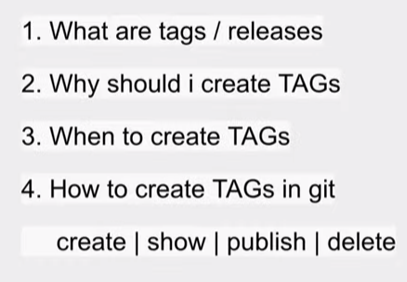 1. What are tags / releases
2. Why should i create TAGs
3. When to create TAGs
4. How to create TAGs in git
create | show | publish | delete